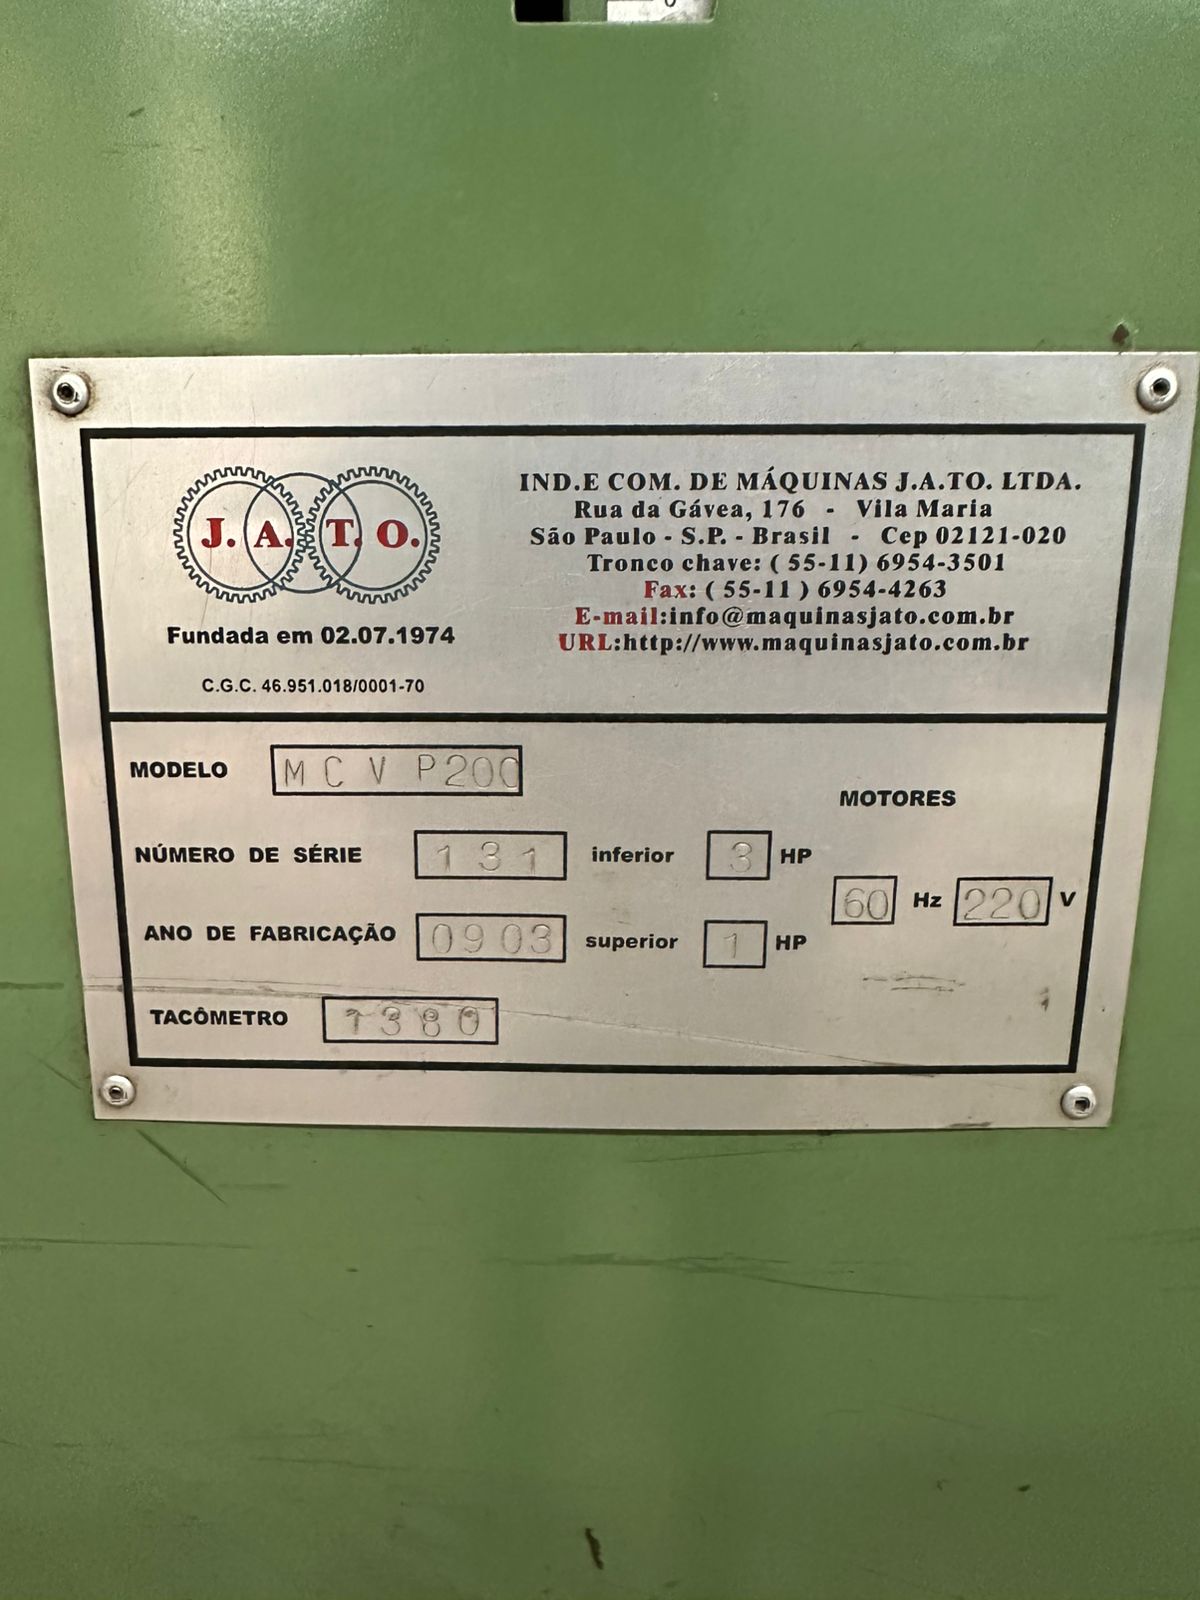 J.A.T.O.
Fundada em 02.07.1974
C.G.C. 46.951.018/0001-70
IND.E COM. DE MÁQUINAS J.A.TO. LTDA.
Rua da Gávea, 176 - Vila Maria
São Paulo - S.P. - Brasil - Cep 02121-020
Tronco chave: ( 55-11) 6954-3501
Fax: ( 55-11 ) 6954-4263
E-mail:info@maquinasjato.com.br
URL:http://www.maquinasjato.com.br
MODELO M C V P200
MOTORES
NÚMERO DE SÉRIE 131 inferior 3 HP
60 Hz 220 V
ANO DE FABRICAÇÃO 0903 superior 1 HP
TACÔMETRO 1380